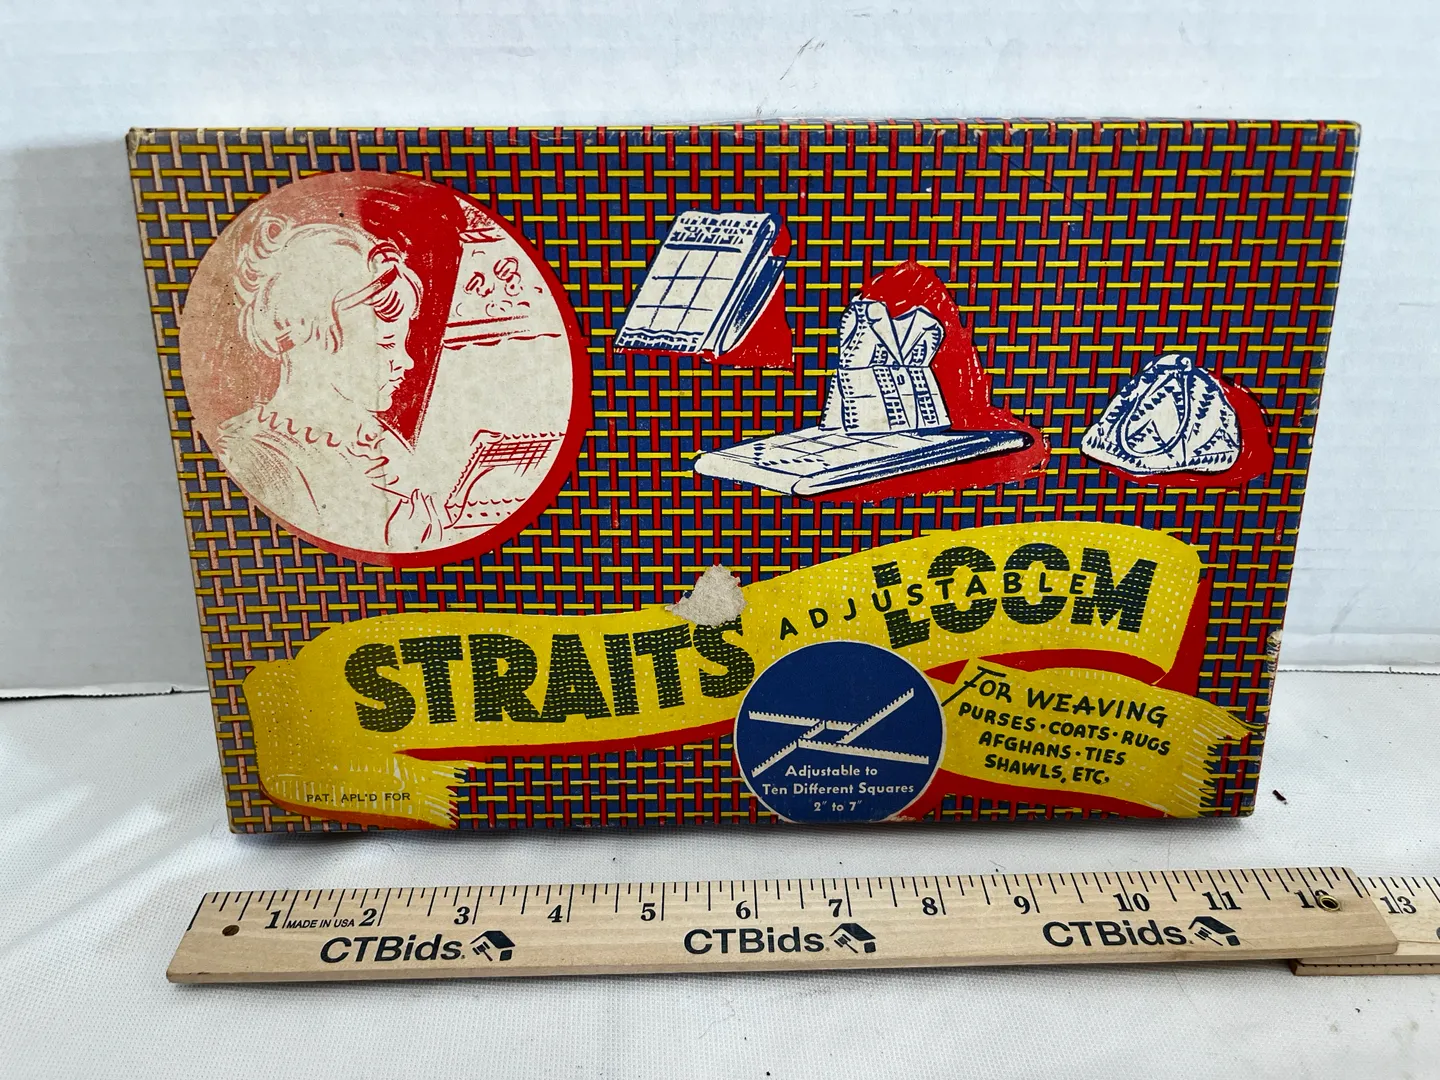 STRAITS ADJUSTABLE LOOM
FOR WEAVING
PURSES • COATS • RUGS
AFGHANS • TIES
SHAWLS, ETC.
Adjustable to
Ten Different Squares
2" to 7"
PAT. APL'D FOR
1 MADE IN USA 2 3 4 5 6 7 8 9 10 11 13
CTBids. CTBids. CTBids.